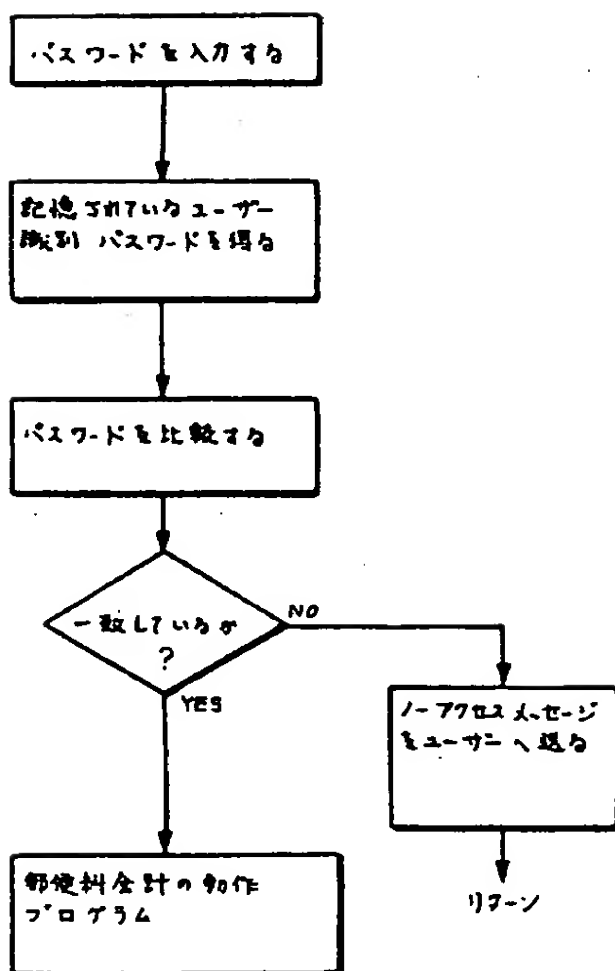 パスワードを入力する
記憶されているユーザー
識別 パスワードを得る
パスワードを比較する
一致しているか
?
NO
YES
ノーアクセスメッセージ
をユーザーへ送る
郵便料金計の動作
プログラム
リターン